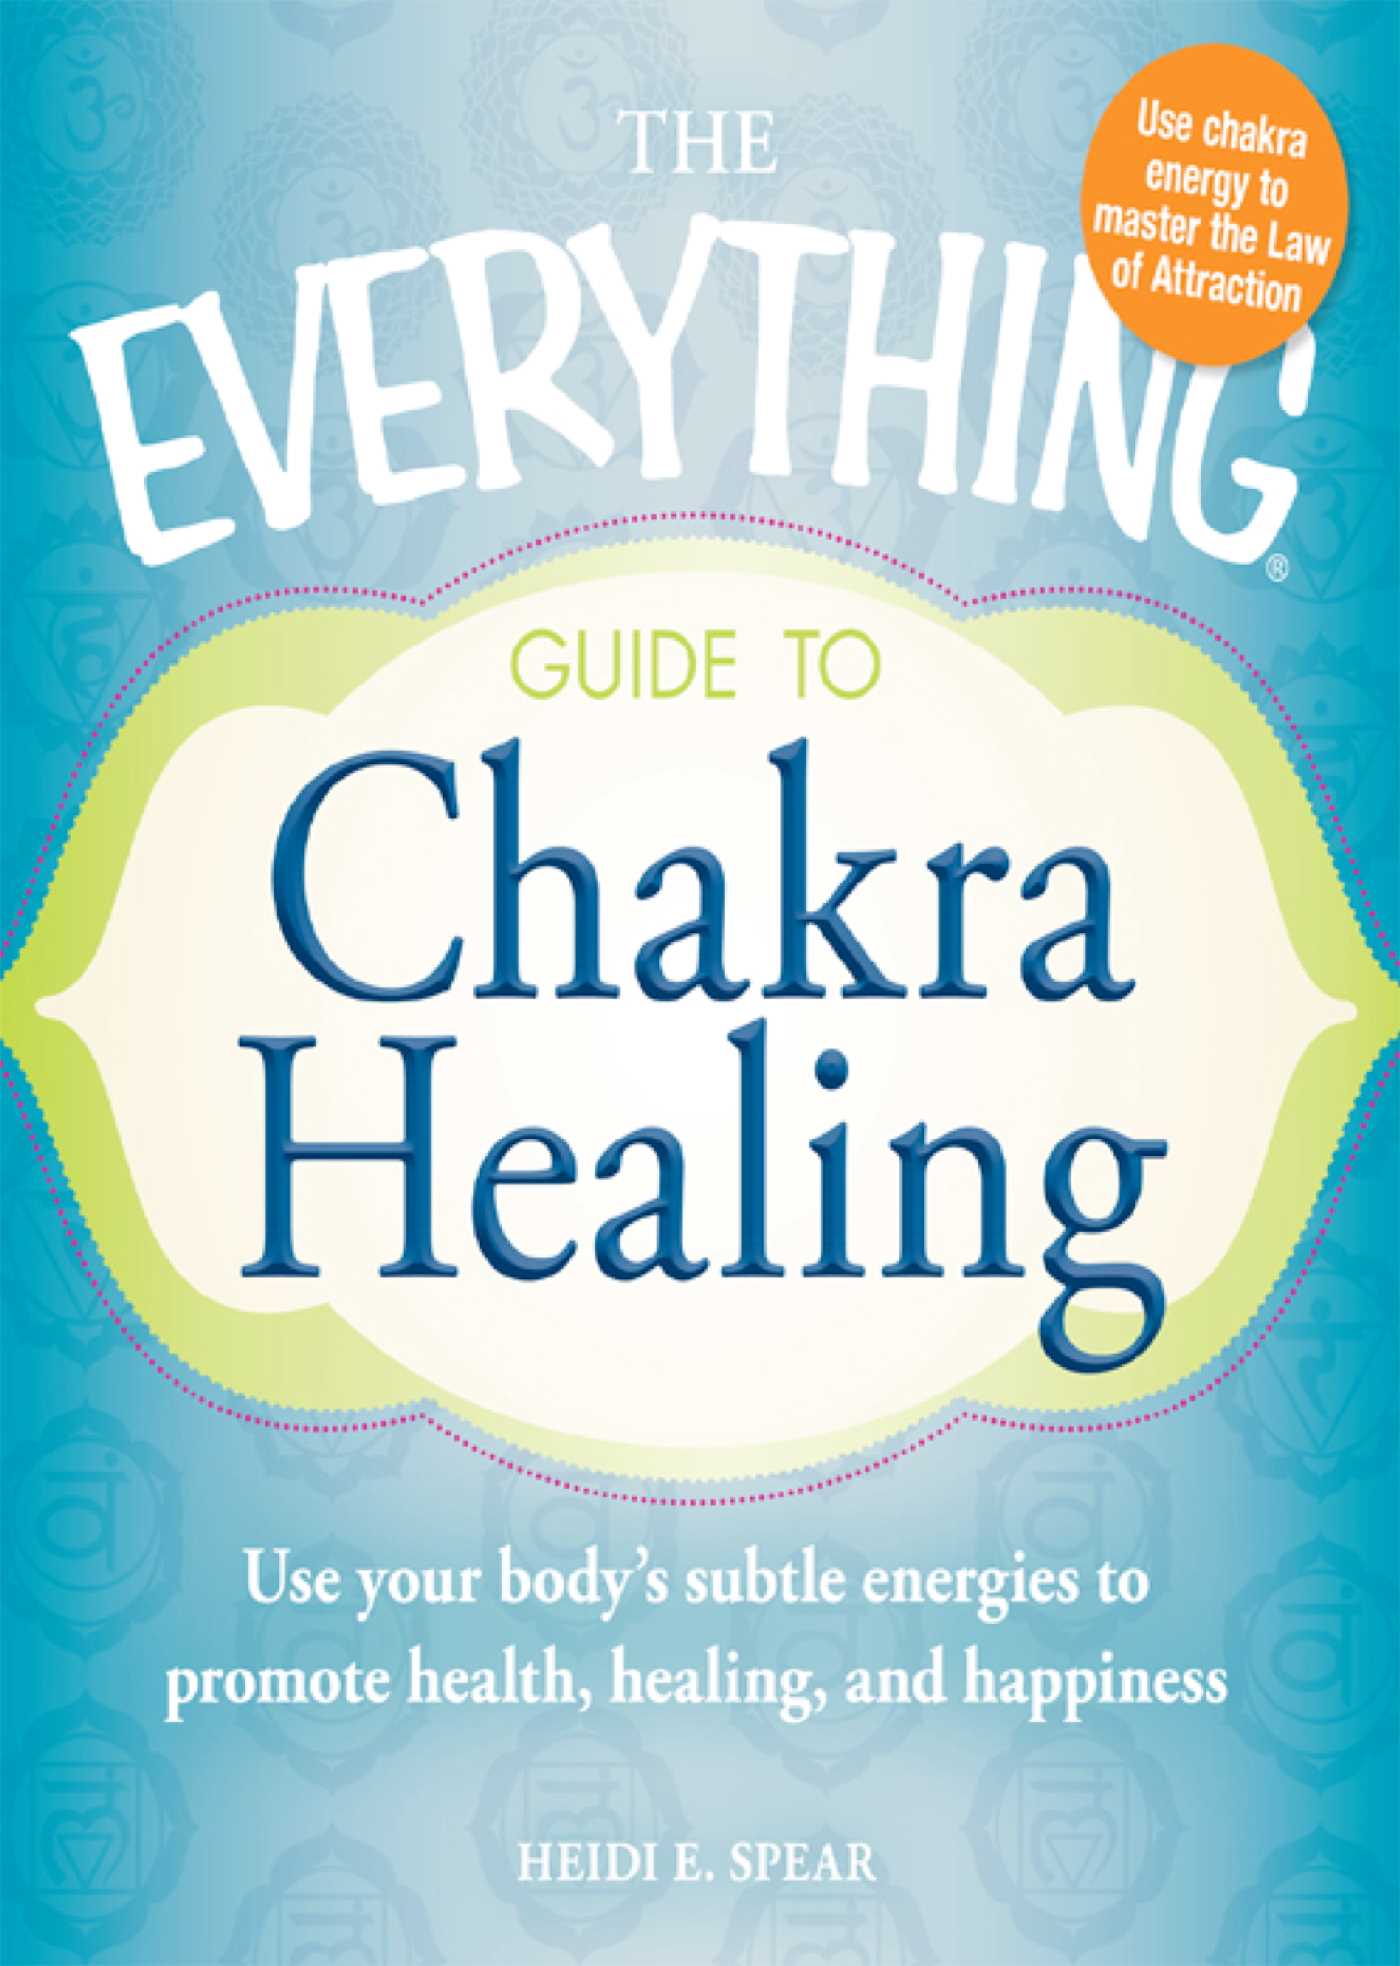 THE
EVERYTHING®
Use chakra
energy to
master the Law
of Attraction
GUIDE TO
Chakra
Healing
Use your body’s subtle energies to
promote health, healing, and happiness
HEIDI E. SPEAR